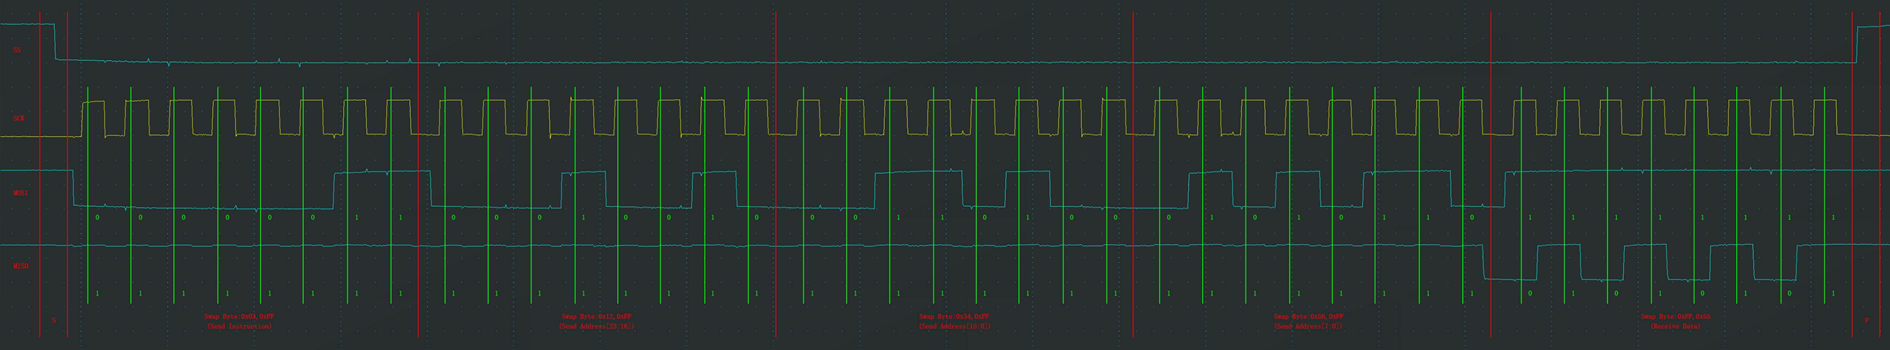 SS
SCK
MOSI
0 0 0 0 0 0 1 1 0 0 0 1 0 0 1 0 0 0 1 1 0 1 0 0 0 1 0 1 0 1 1 0 1 1 1 1 1 1 1 1
MISO
1 1 1 1 1 1 1 1 1 1 1 1 1 1 1 1 1 1 1 1 1 1 1 1 1 1 1 1 1 1 1 1 0 1 0 1 0 1 0 1
S
Swap Byte:0x03,0xFF
(Send Instruction)
Swap Byte:0x12,0xFF
(Send Address[23:16])
Swap Byte:0x34,0xFF
(Send Address[15:8])
Swap Byte:0x56,0xFF
(Send Address[7:0])
Swap Byte:0xFF,0x55
(Receive Data)
P